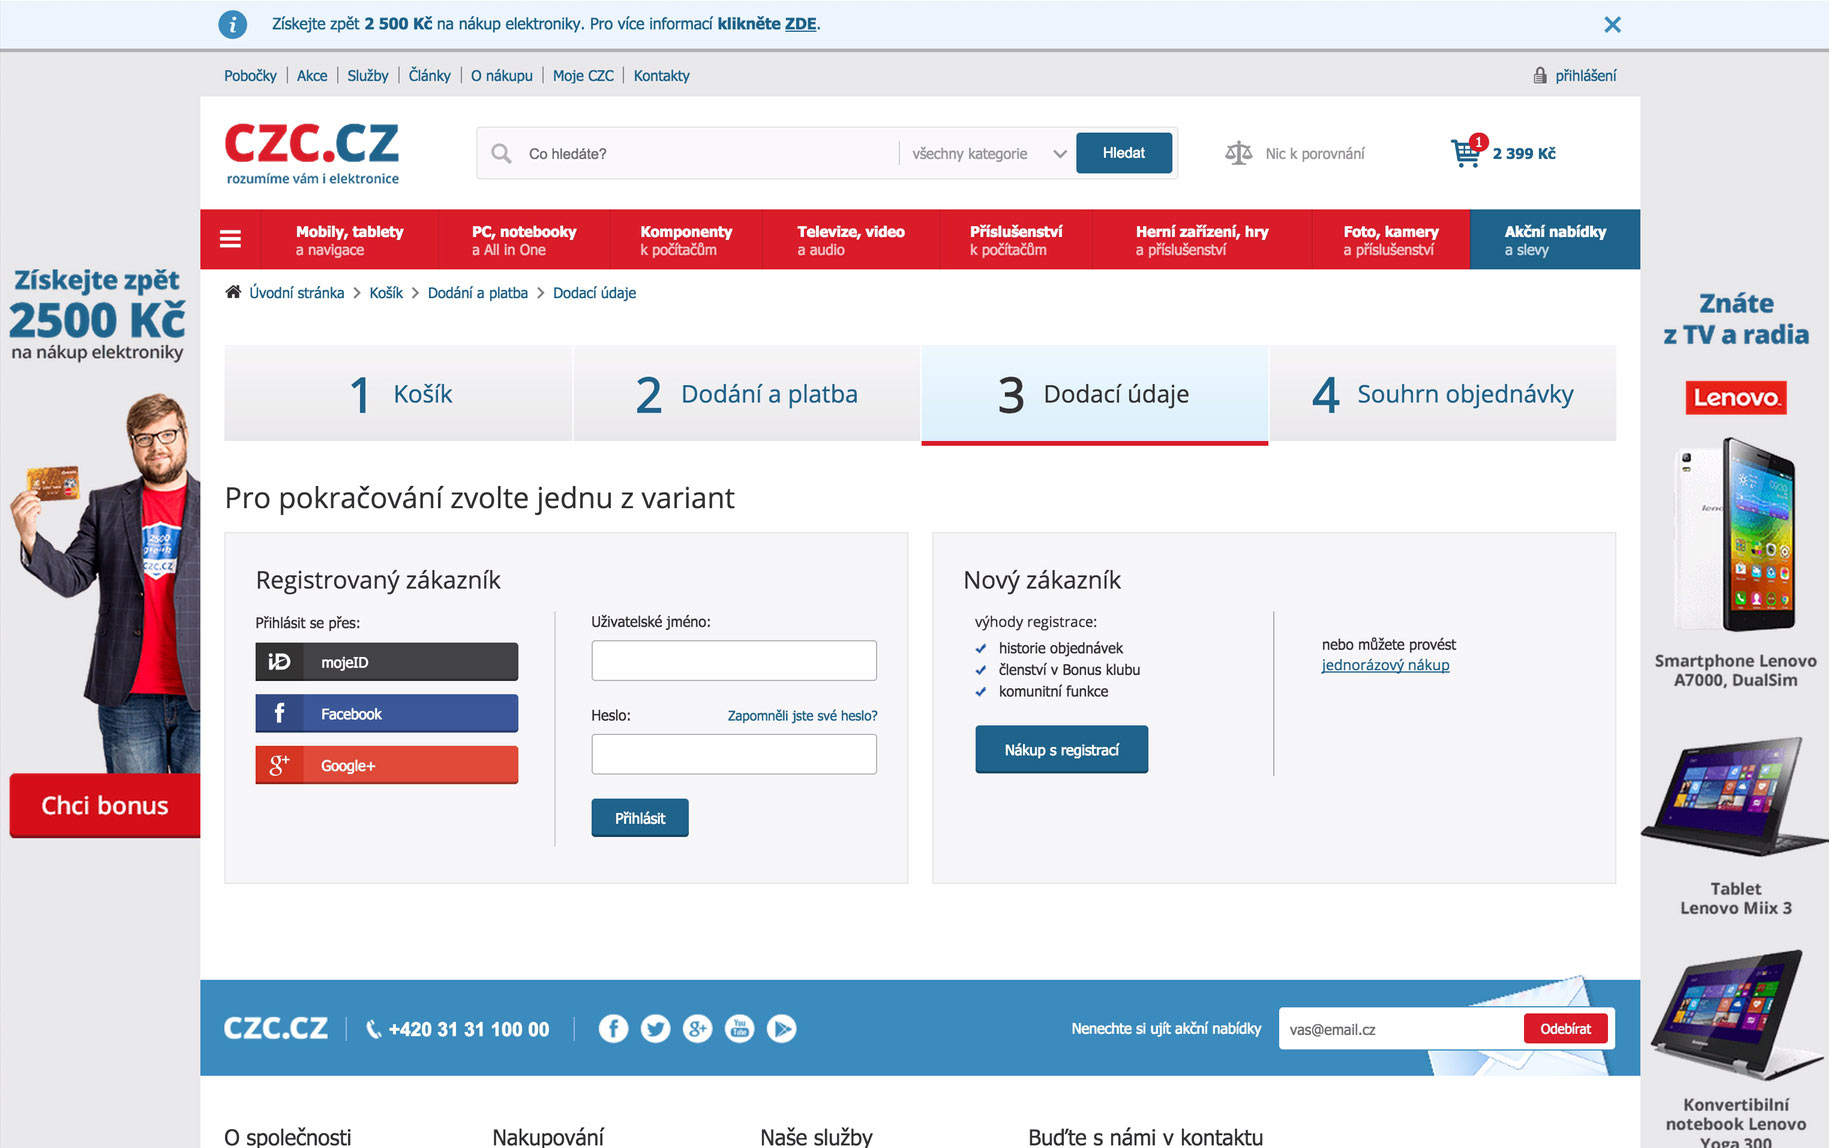 Získejte zpět 2 500 Kč na nákup elektroniky. Pro více informací klikněte ZDE.
Pobočky | Akce | Služby | Články | O nákupu | Moje CZC | Kontakty
přihlášení
CZC.CZ
rozumíme vám i elektronice
Co hledáte?
všechny kategorie
Hledat
Nic k porovnání
1
2 399 Kč
Mobily, tablety
a navigace
PC, notebooky
a All in One
Komponenty
k počítačům
Televize, video
a audio
Příslušenství
k počítačům
Herní zařízení, hry
a příslušenství
Foto, kamery
a příslušenství
Akční nabídky
a slevy
Úvodní stránka > Košík > Dodání a platba > Dodací údaje
Získejte zpět
2500 Kč
na nákup elektroniky
CZC.CZ
Chci bonus
1 Košík
2 Dodání a platba
3 Dodací údaje
4 Souhrn objednávky
Pro pokračování zvolte jednu z variant
Registrovaný zákazník
Přihlásit se přes:
mojeID
Facebook
Google+
Uživatelské jméno:
Heslo:
Zapomněli jste své heslo?
Přihlásit
Nový zákazník
výhody registrace:
historie objednávek
členství v Bonus klubu
komunitní funkce
Nákup s registrací
nebo můžete provést
jednorázový nákup
Znáte
z TV a radia
Lenovo
Smartphone Lenovo
A7000, DualSim
Tablet
Lenovo Miix 3
Konvertibilní
notebook Lenovo
Yoga 300
CZC.CZ
+420 31 31 100 00
Nenechte si ujít akční nabídky
vas@email.cz
Odebírat
O společnosti
Nakupování
Naše služby
Buďte s námi v kontaktu